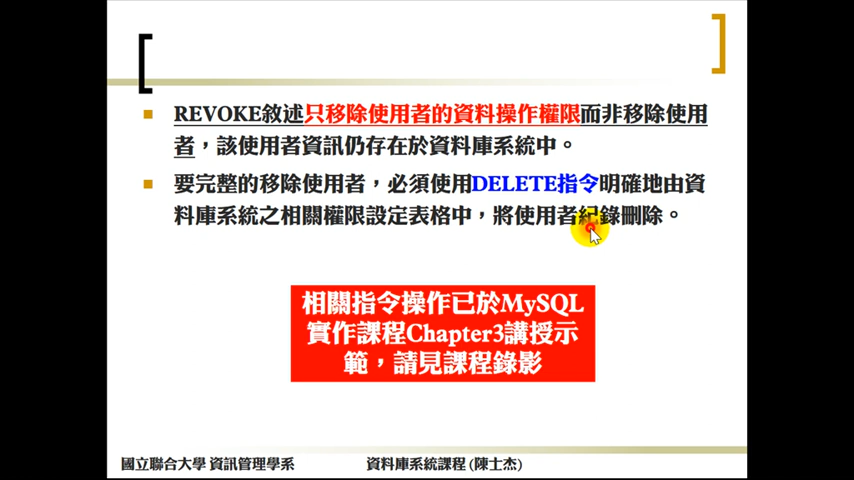 REVOKE敘述只移除使用者的資料操作權限而非移除使用
者，該使用者資訊仍存在於資料庫系統中。
要完整的移除使用者，必須使用DELETE指令明確地由資
料庫系統之相關權限設定表格中，將使用者紀錄刪除。
相關指令操作已於MySQL
實作課程Chapter3講授示
範，請見課程錄影
國立聯合大學 資訊管理學系
資料庫系統課程 (陳士杰)